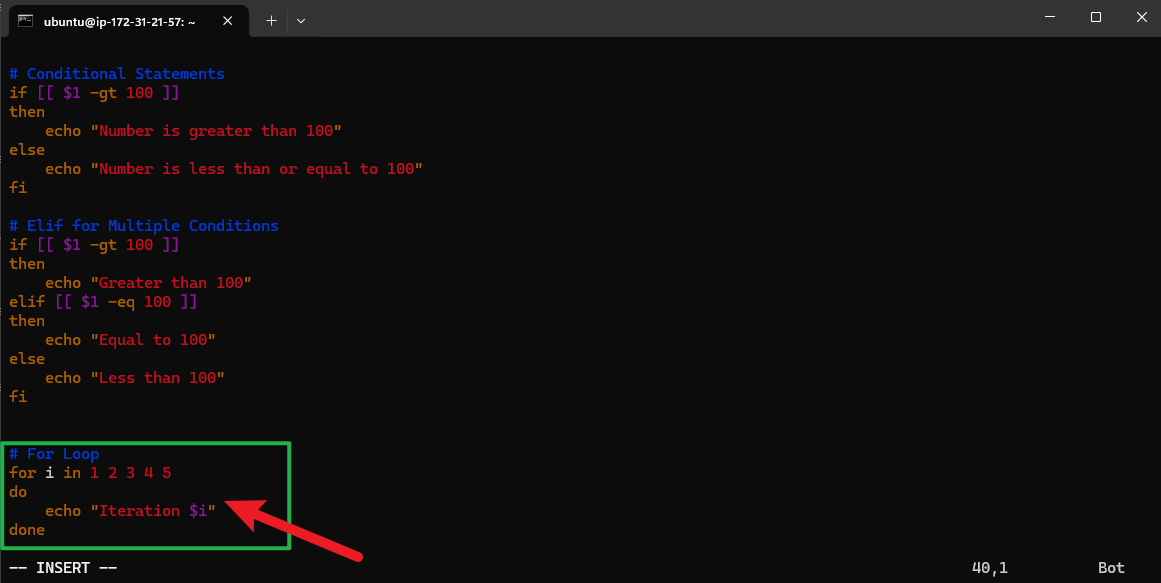 ubuntu@ip-172-31-21-57: ~
# Conditional Statements
if [[ $1 -gt 100 ]]
then
    echo "Number is greater than 100"
else
    echo "Number is less than or equal to 100"
fi
# Elif for Multiple Conditions
if [[ $1 -gt 100 ]]
then
    echo "Greater than 100"
elif [[ $1 -eq 100 ]]
then
    echo "Equal to 100"
else
    echo "Less than 100"
fi
# For Loop
for i in 1 2 3 4 5
do
    echo "Iteration $i"
done
-- INSERT -- 40,1 Bot